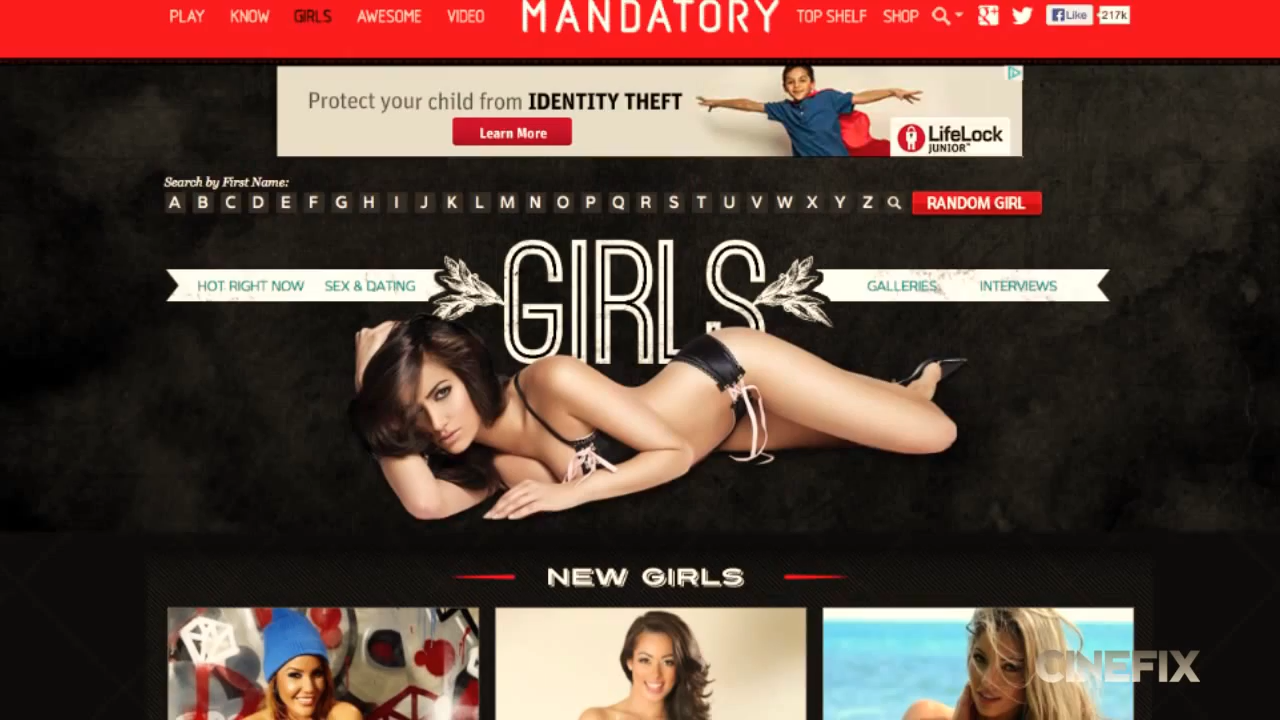 PLAY KNOW GIRLS AWESOME VIDEO MANDATORY TOP SHELF SHOP Like 217k
Protect your child from IDENTITY THEFT
Learn More
LifeLock
JUNIOR™
Search by First Name:
A B C D E F G H I J K L M N O P Q R S T U V W X Y Z RANDOM GIRL
GIRLS
HOT RIGHT NOW SEX & DATING GALLERIES INTERVIEWS
NEW GIRLS
CINEFIX